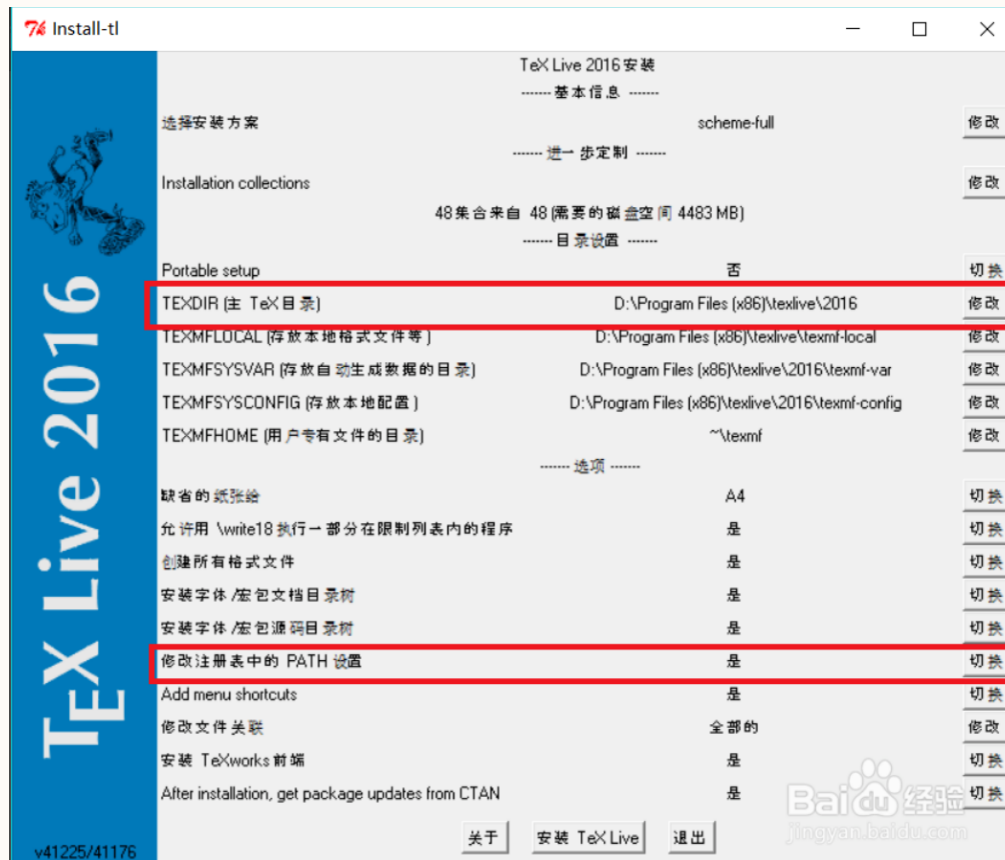 Install-tl
TeX Live 2016 安装
------- 基本信息 -------
选择安装方案 scheme-full 修改
------- 进一步定制 -------
Installation collections 修改
48集合来自 48 (需要的磁盘空间 4483 MB)
------- 目录设置 -------
Portable setup 否 切换
TEXDIR (主 TeX目录) D:\Program Files (x86)\texlive\2016 修改
TEXMFLOCAL (存放本地格式文件等) D:\Program Files (x86)\texlive\texmf-local 修改
TEXMFSYSVAR (存放自动生成数据的目录) D:\Program Files (x86)\texlive\2016\texmf-var 修改
TEXMFSYSCONFIG (存放本地配置) D:\Program Files (x86)\texlive\2016\texmf-config 修改
TEXMFHOME (用户专有文件的目录) ~\texmf 修改
------- 选项 -------
缺省的纸张给 A4 切换
允许用 \write18 执行一部分在限制列表内的程序 是 切换
创建所有格式文件 是 切换
安装字体/宏包文档目录树 是 切换
安装字体/宏包源码目录树 是 切换
修改注册表中的 PATH 设置 是 切换
Add menu shortcuts 是 切换
修改文件关联 全部的 修改
安装 TeXworks 前端 是 切换
After installation, get package updates from CTAN 是 切换
关于 安装 TeX Live 退出
TEX Live 2016
v41225/41176
Baidu 经验
jingyan.baidu.com